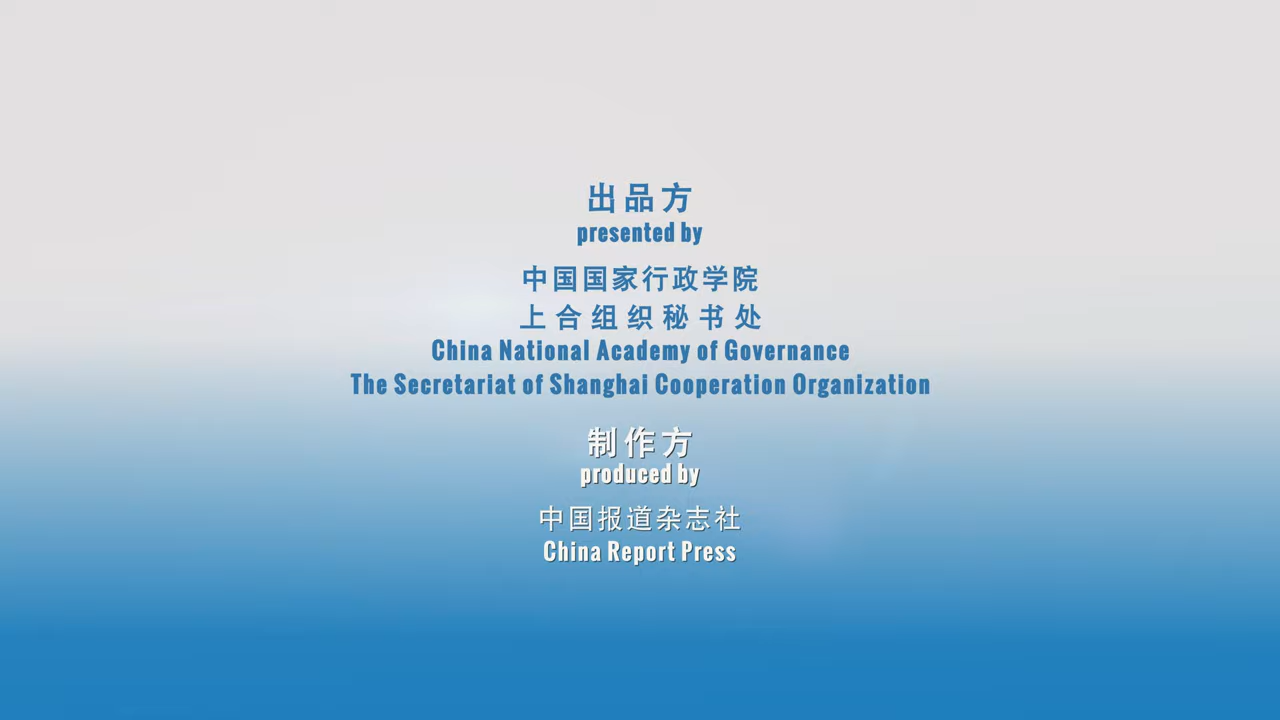 出品方
presented by
中国国家行政学院
上合组织秘书处
China National Academy of Governance
The Secretariat of Shanghai Cooperation Organization
制作方
produced by
中国报道杂志社
China Report Press